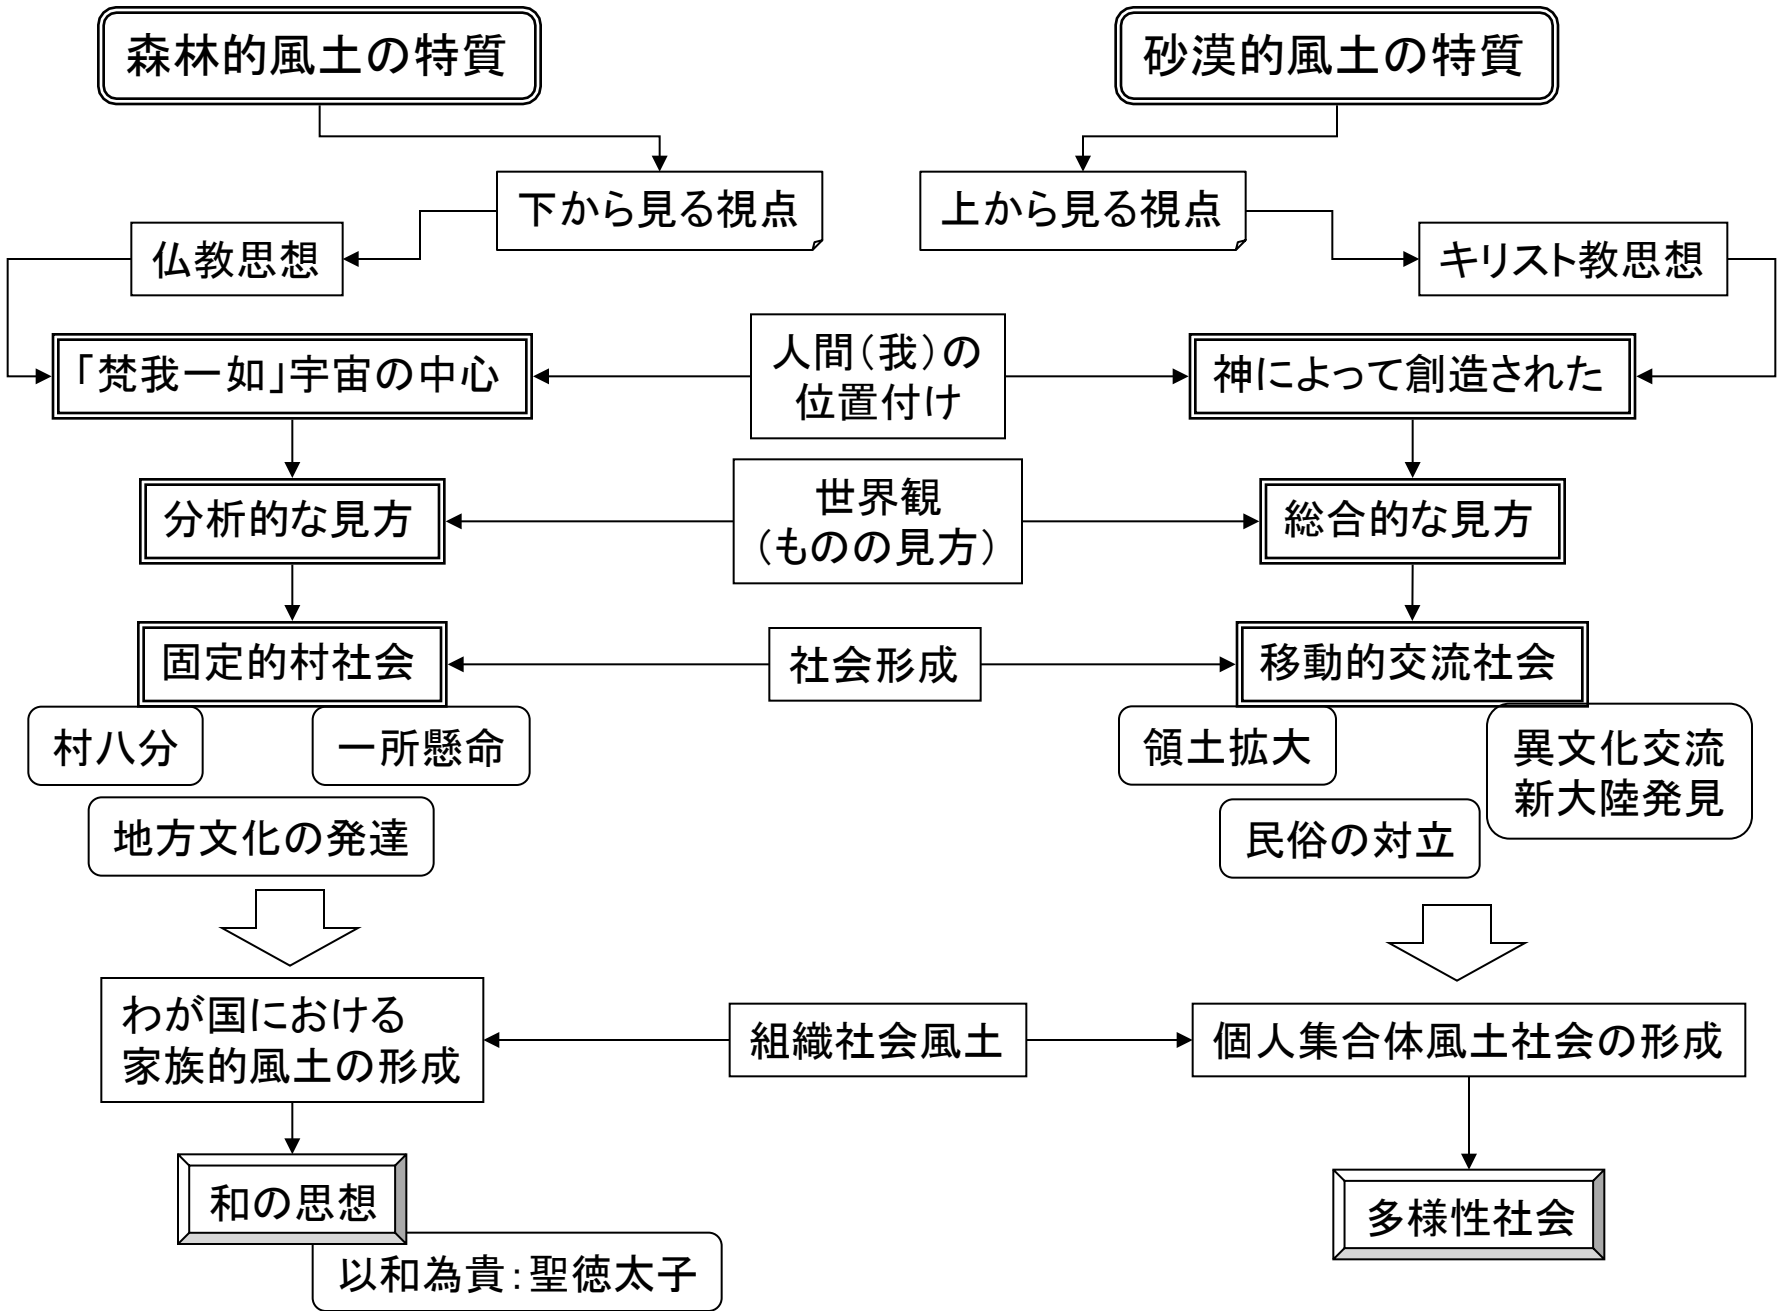 森林的風土の特質
砂漠的風土の特質
下から見る視点
上から見る視点
仏教思想
キリスト教思想
「梵我一如」宇宙の中心
人間（我）の
位置付け
神によって創造された
分析的な見方
世界観
（ものの見方）
総合的な見方
固定的村社会
社会形成
移動的交流社会
村八分
一所懸命
領土拡大
異文化交流
新大陸発見
地方文化の発達
民俗の対立
わが国における
家族的風土の形成
組織社会風土
個人集合体風土社会の形成
和の思想
多様性社会
以和為貴：聖徳太子